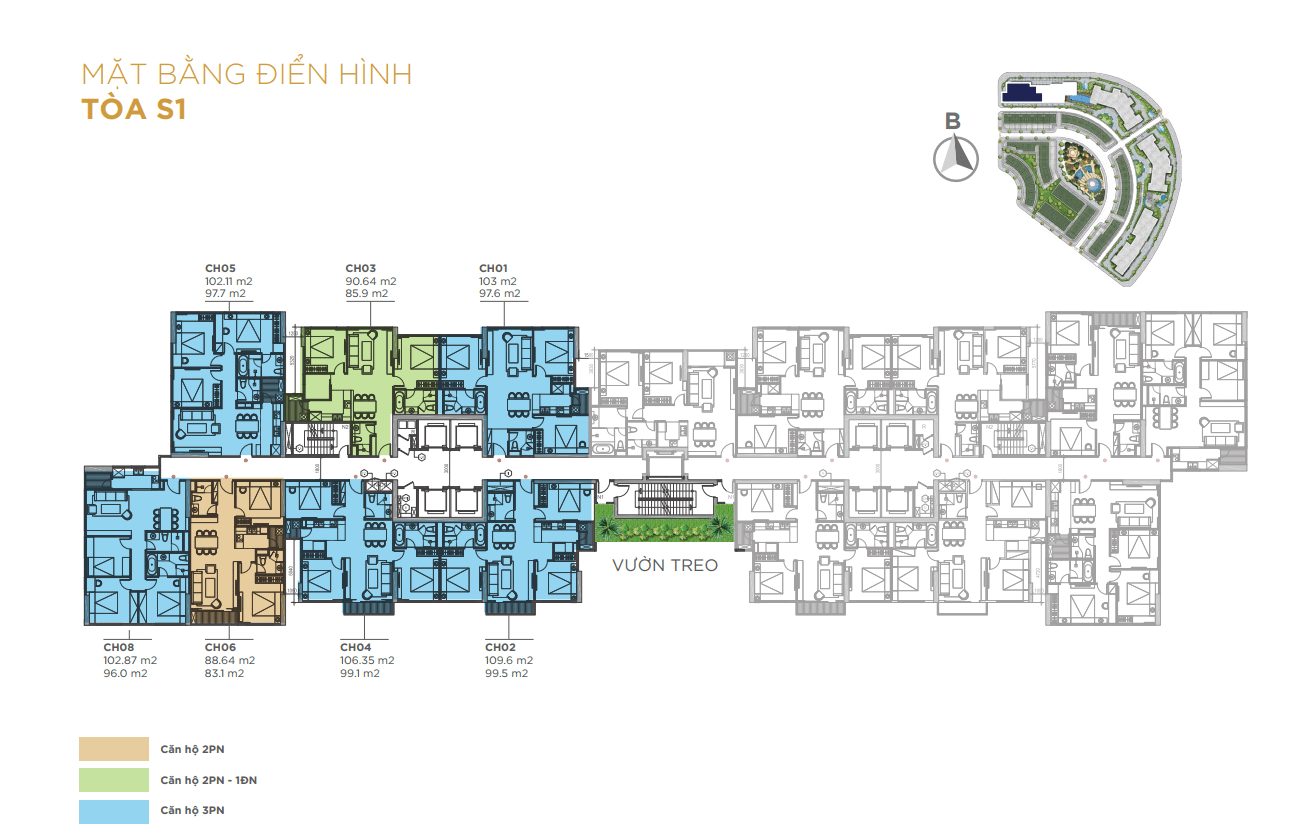 MẶT BẰNG ĐIỂN HÌNH
TÒA S1
B
CH05
102.11 m2
97.7 m2
CH03
90.64 m2
85.9 m2
CH01
103 m2
97.6 m2
VƯỜN TREO
CH08
102.87 m2
96.0 m2
CH06
88.64 m2
83.1 m2
CH04
106.35 m2
99.1 m2
CH02
109.6 m2
99.5 m2
Căn hộ 2PN
Căn hộ 2PN - 1ĐN
Căn hộ 3PN